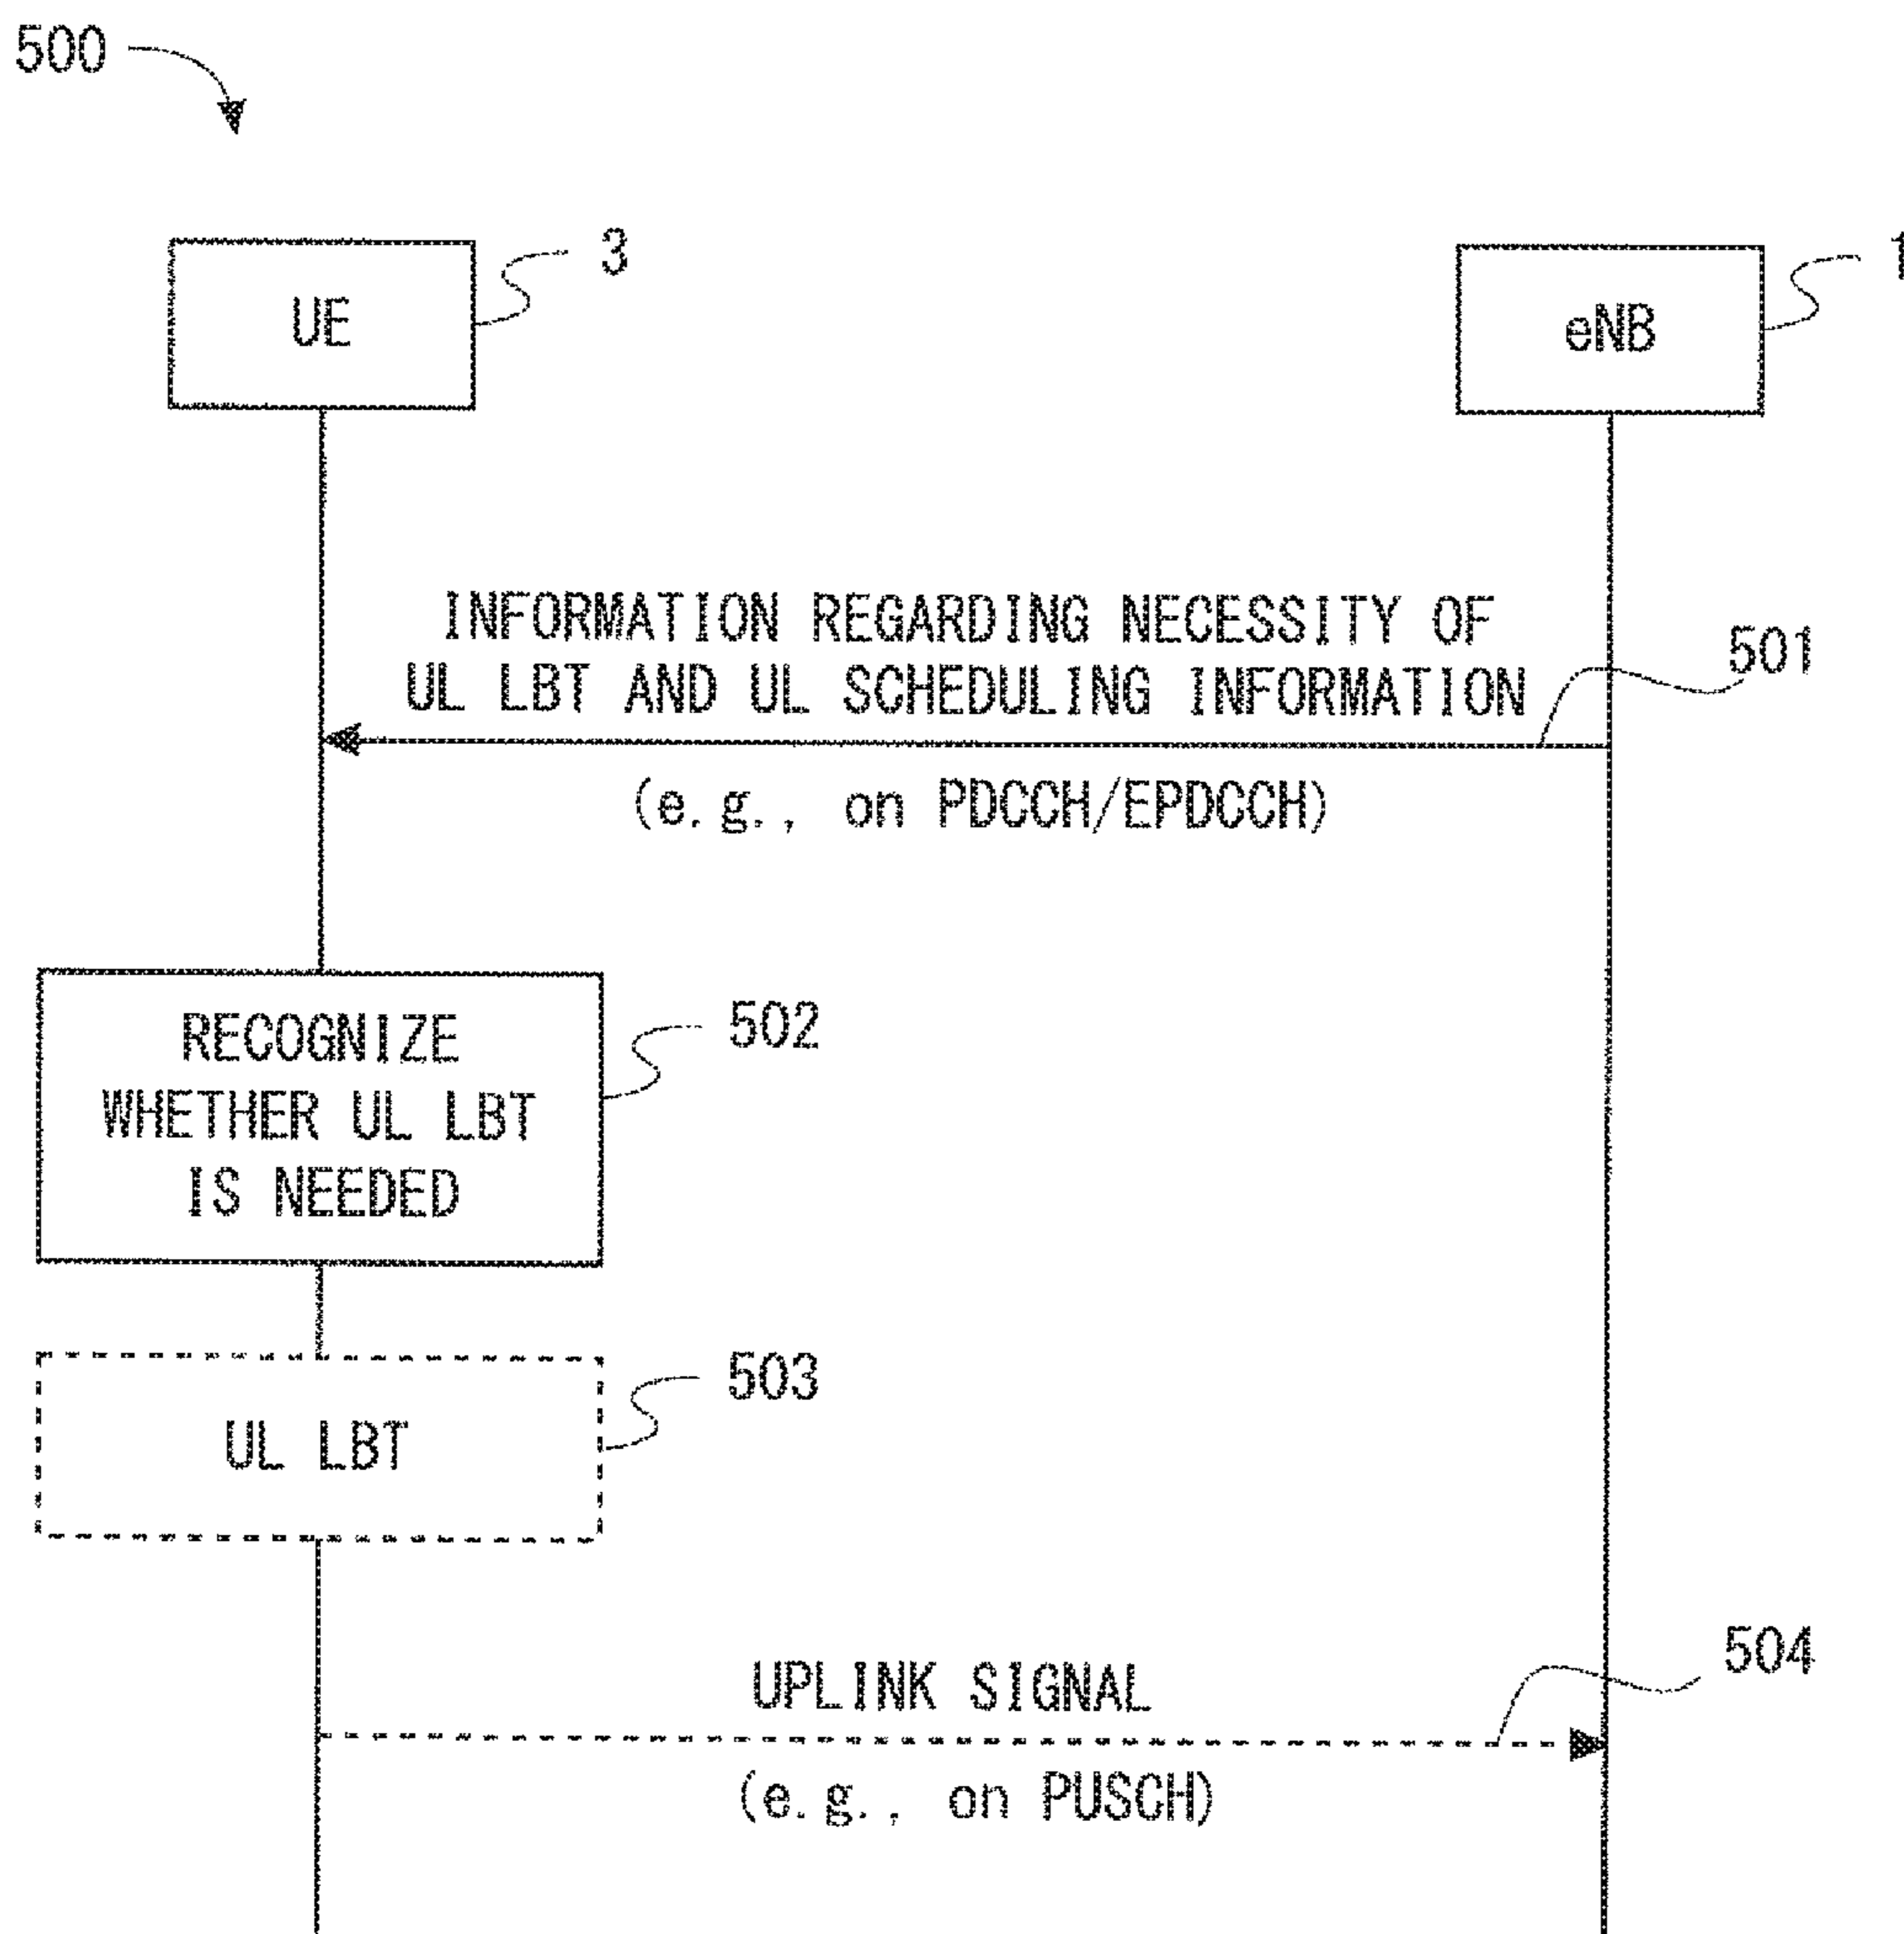 500
3
1
UE
eNB
INFORMATION REGARDING NECESSITY OF
UL LBT AND UL SCHEDULING INFORMATION
501
(e.g., on PDCCH/EPDCCH)
RECOGNIZE
WHETHER UL LBT
IS NEEDED
502
503
UL LBT
504
UPLINK SIGNAL
(e.g., on PUSCH)